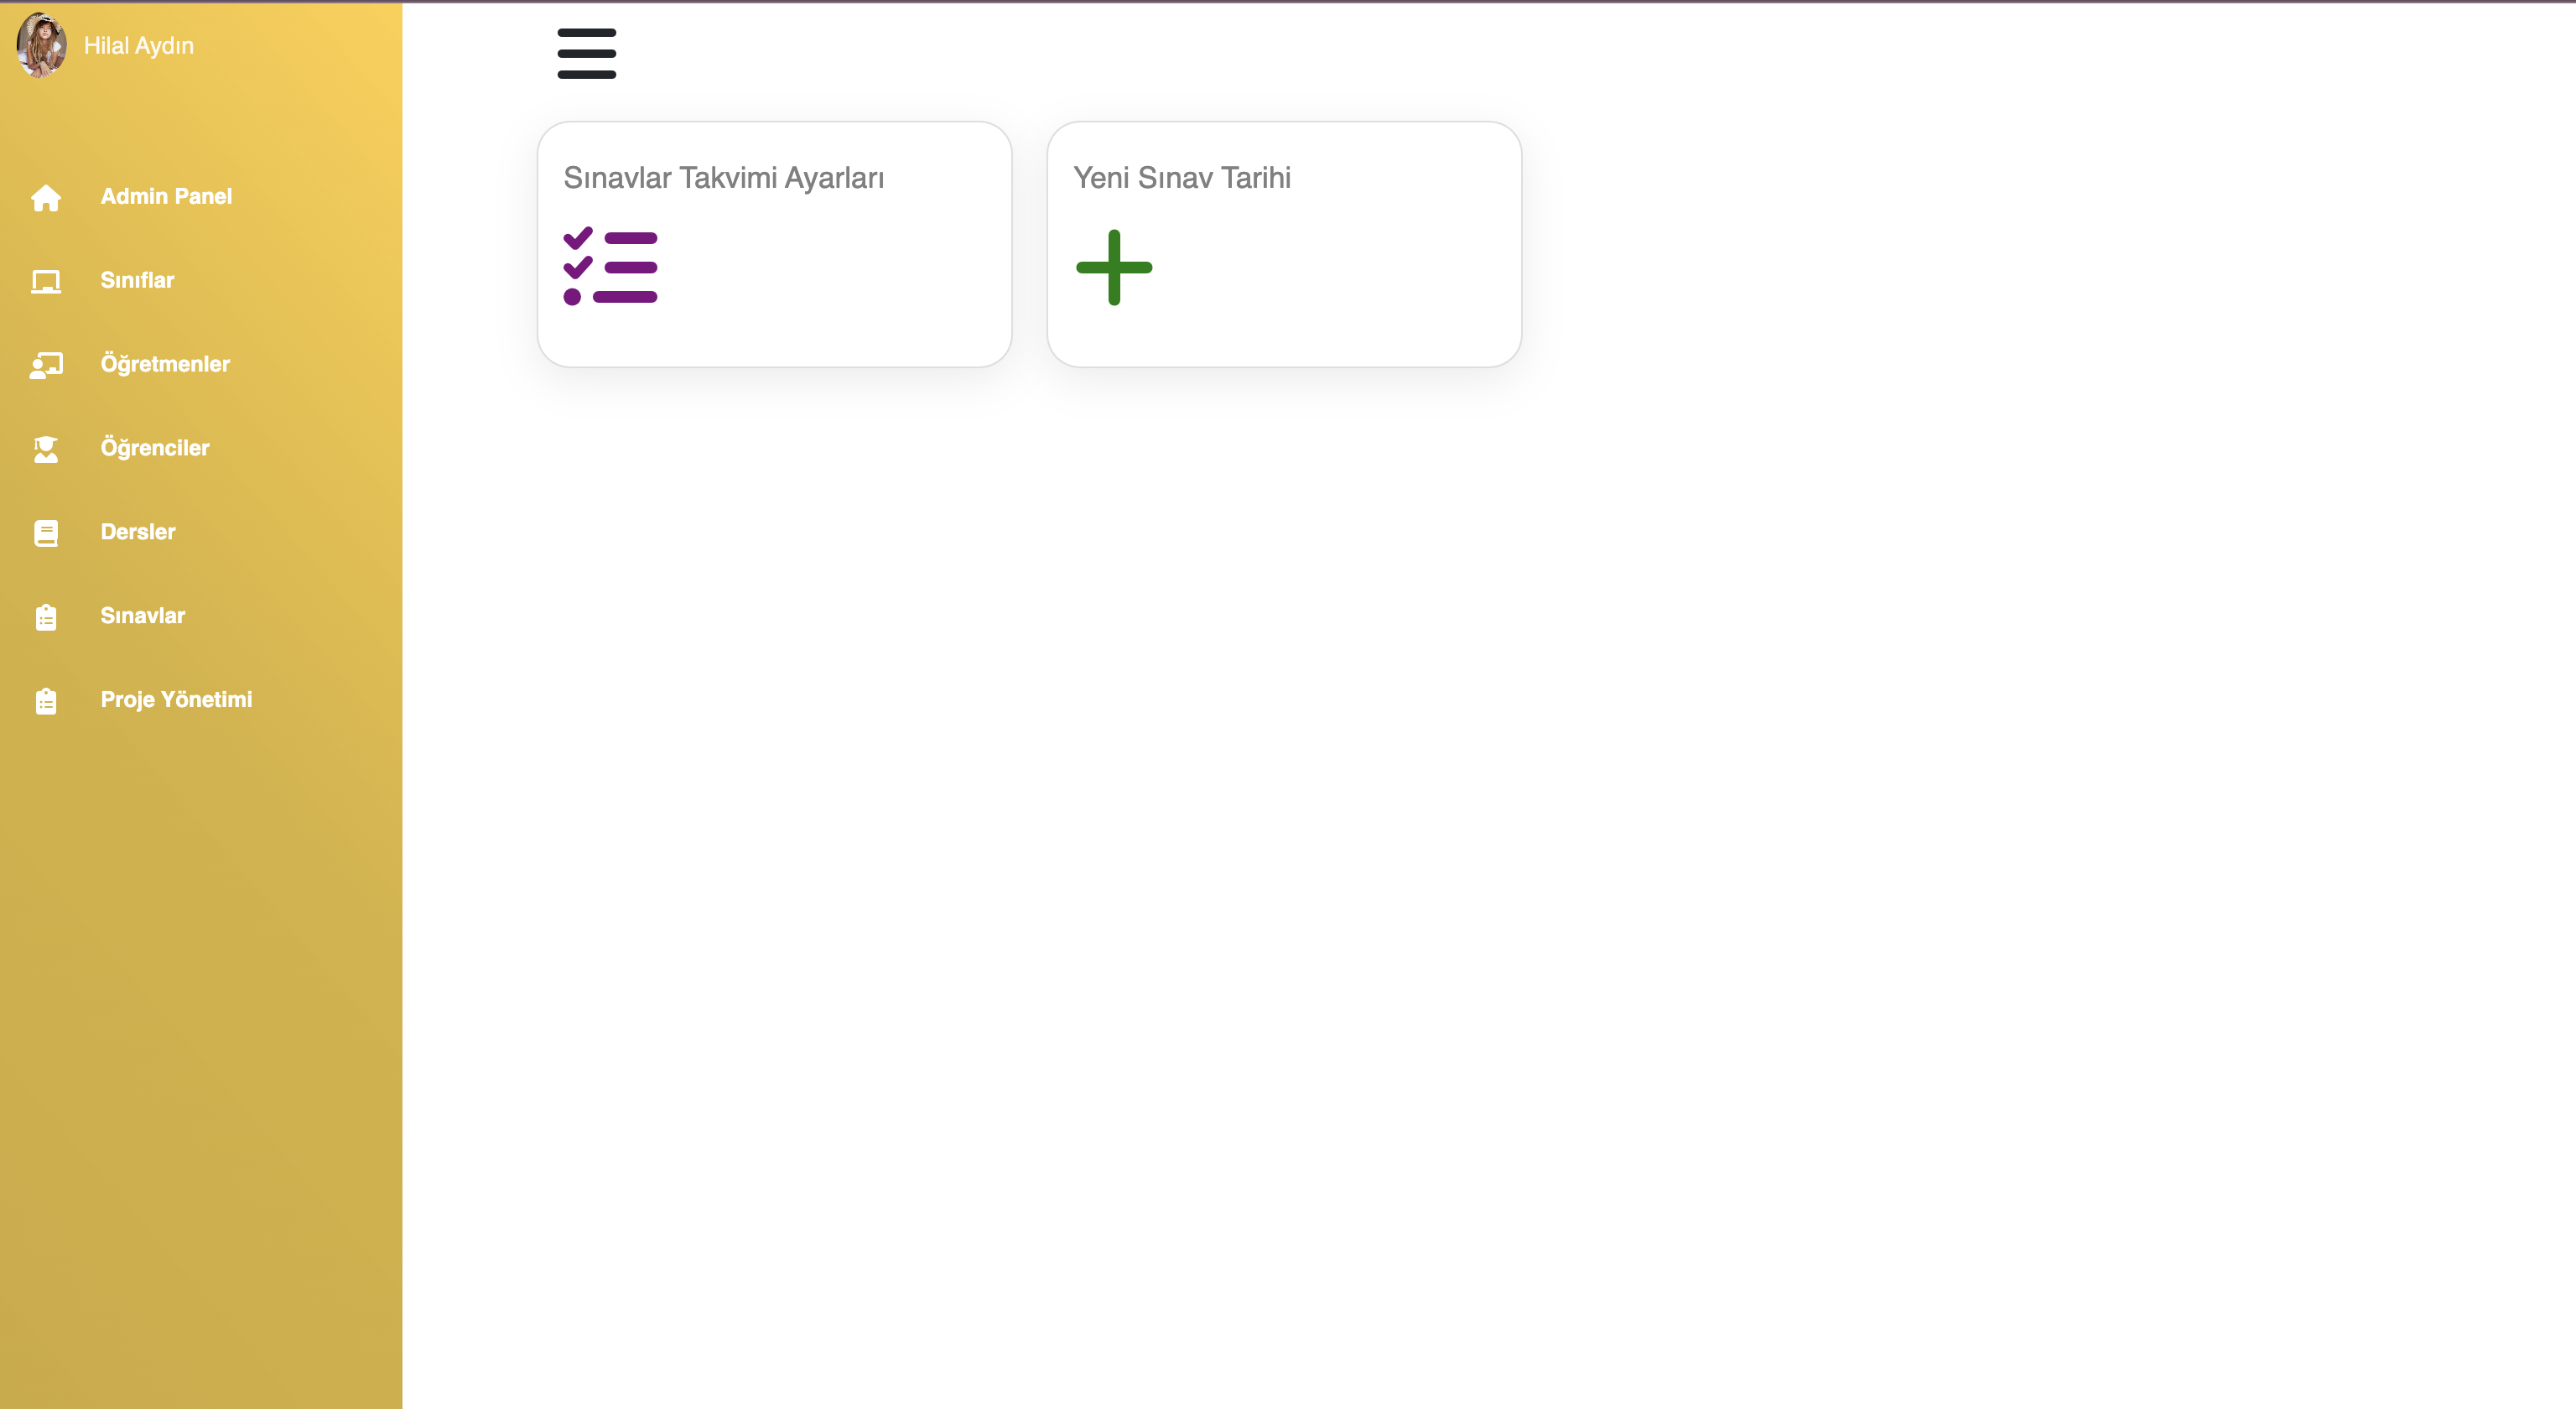 Hilal Aydın
Admin Panel
Sınıflar
Öğretmenler
Öğrenciler
Dersler
Sınavlar
Proje Yönetimi
Sınavlar Takvimi Ayarları
Yeni Sınav Tarihi